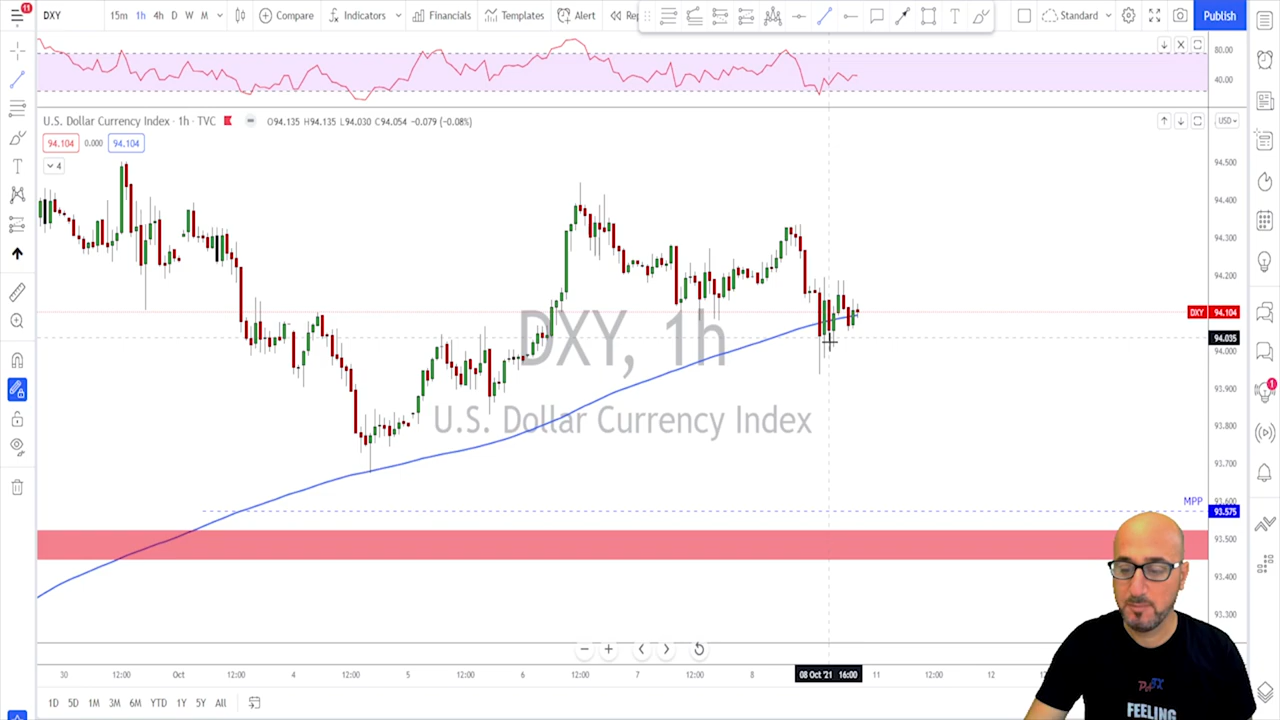 DXY 15m 1h 4h D W M Compare Indicators Financials Templates Alert Standard Publish
80.00
40.00
U.S. Dollar Currency Index · 1h · TVC O94.135 H94.135 L94.030 C94.054 -0.079 (-0.08%) USD
94.104 0.000 94.104
4
94.500
94.400
94.300
94.200
DXY 94.104
94.035
94.000
93.900
93.800
93.700
93.600
MPP
93.575
93.500
93.400
93.300
DXY, 1h
U.S. Dollar Currency Index
30 12:00 Oct 12:00 4 12:00 5 12:00 6 12:00 7 12:00 8 08 Oct '21 16:00 11 12:00 12
1D 5D 1M 3M 6M YTD 1Y 5Y All
11
1
FEELING